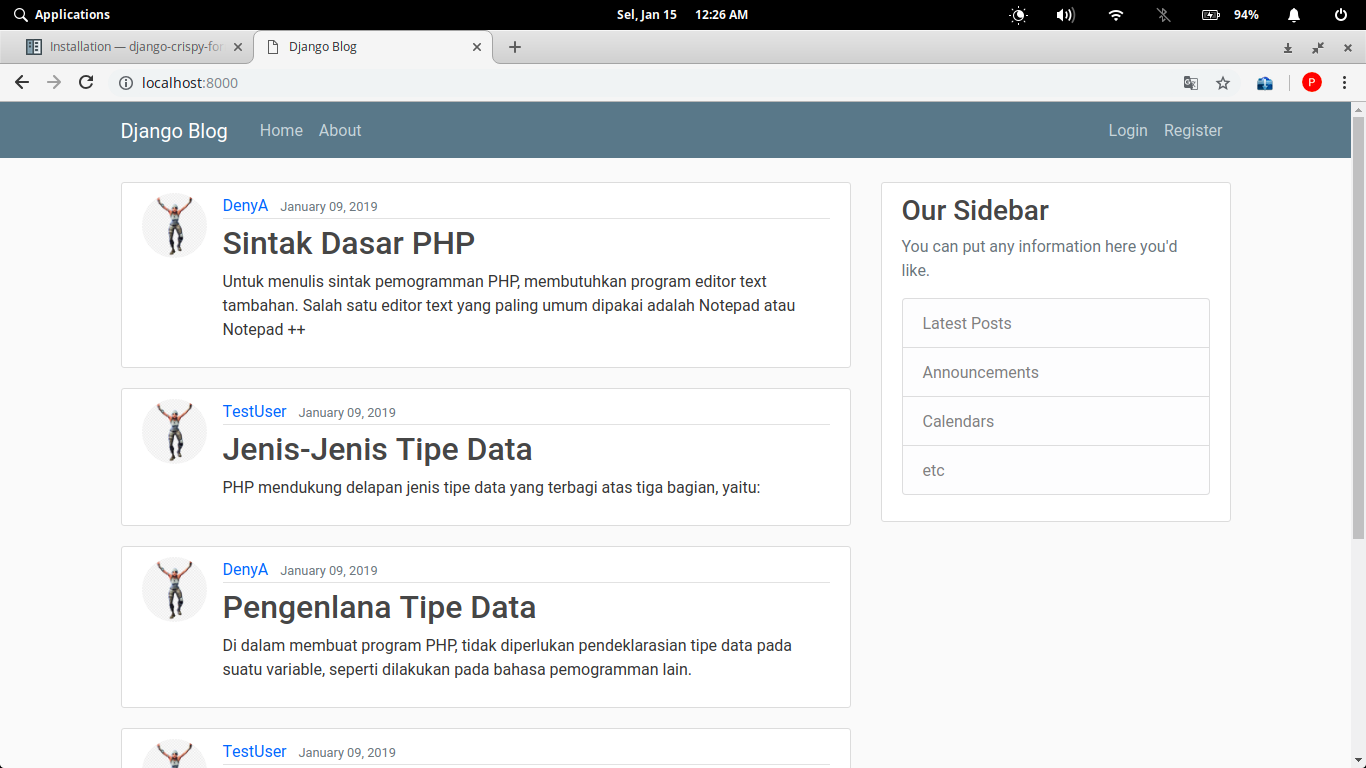 Applications
Sel, Jan 15 12:26 AM
94%
Installation — django-crispy-for
Django Blog
localhost:8000
P
Django Blog
Home
About
Login
Register
DenyA January 09, 2019
Sintak Dasar PHP
Untuk menulis sintak pemogramman PHP, membutuhkan program editor text
tambahan. Salah satu editor text yang paling umum dipakai adalah Notepad atau
Notepad ++
TestUser January 09, 2019
Jenis-Jenis Tipe Data
PHP mendukung delapan jenis tipe data yang terbagi atas tiga bagian, yaitu:
DenyA January 09, 2019
Pengenlana Tipe Data
Di dalam membuat program PHP, tidak diperlukan pendeklarasian tipe data pada
suatu variable, seperti dilakukan pada bahasa pemogramman lain.
TestUser January 09, 2019
Our Sidebar
You can put any information here you'd
like.
Latest Posts
Announcements
Calendars
etc